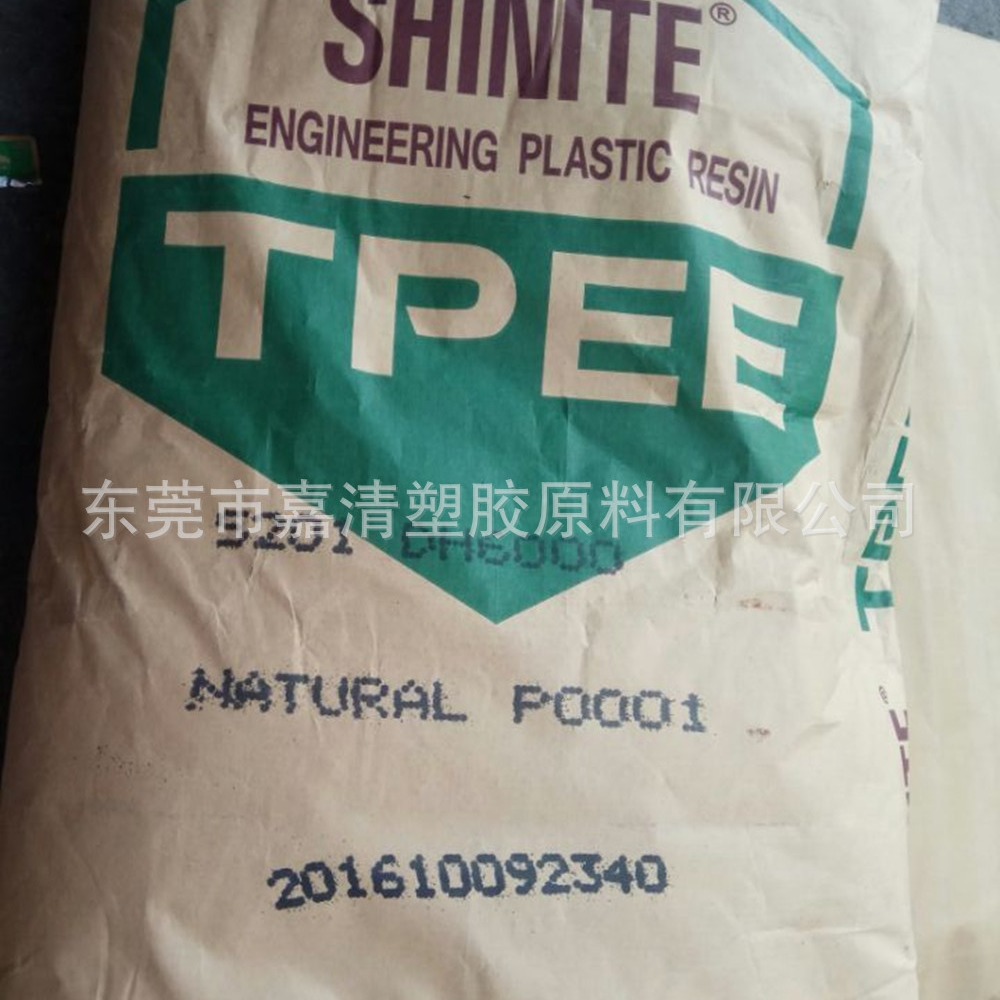 SHINITE®
ENGINEERING PLASTIC RESIN
TPEE
东莞市嘉清塑胶原料有限公司
NATURAL P0001
201610092340